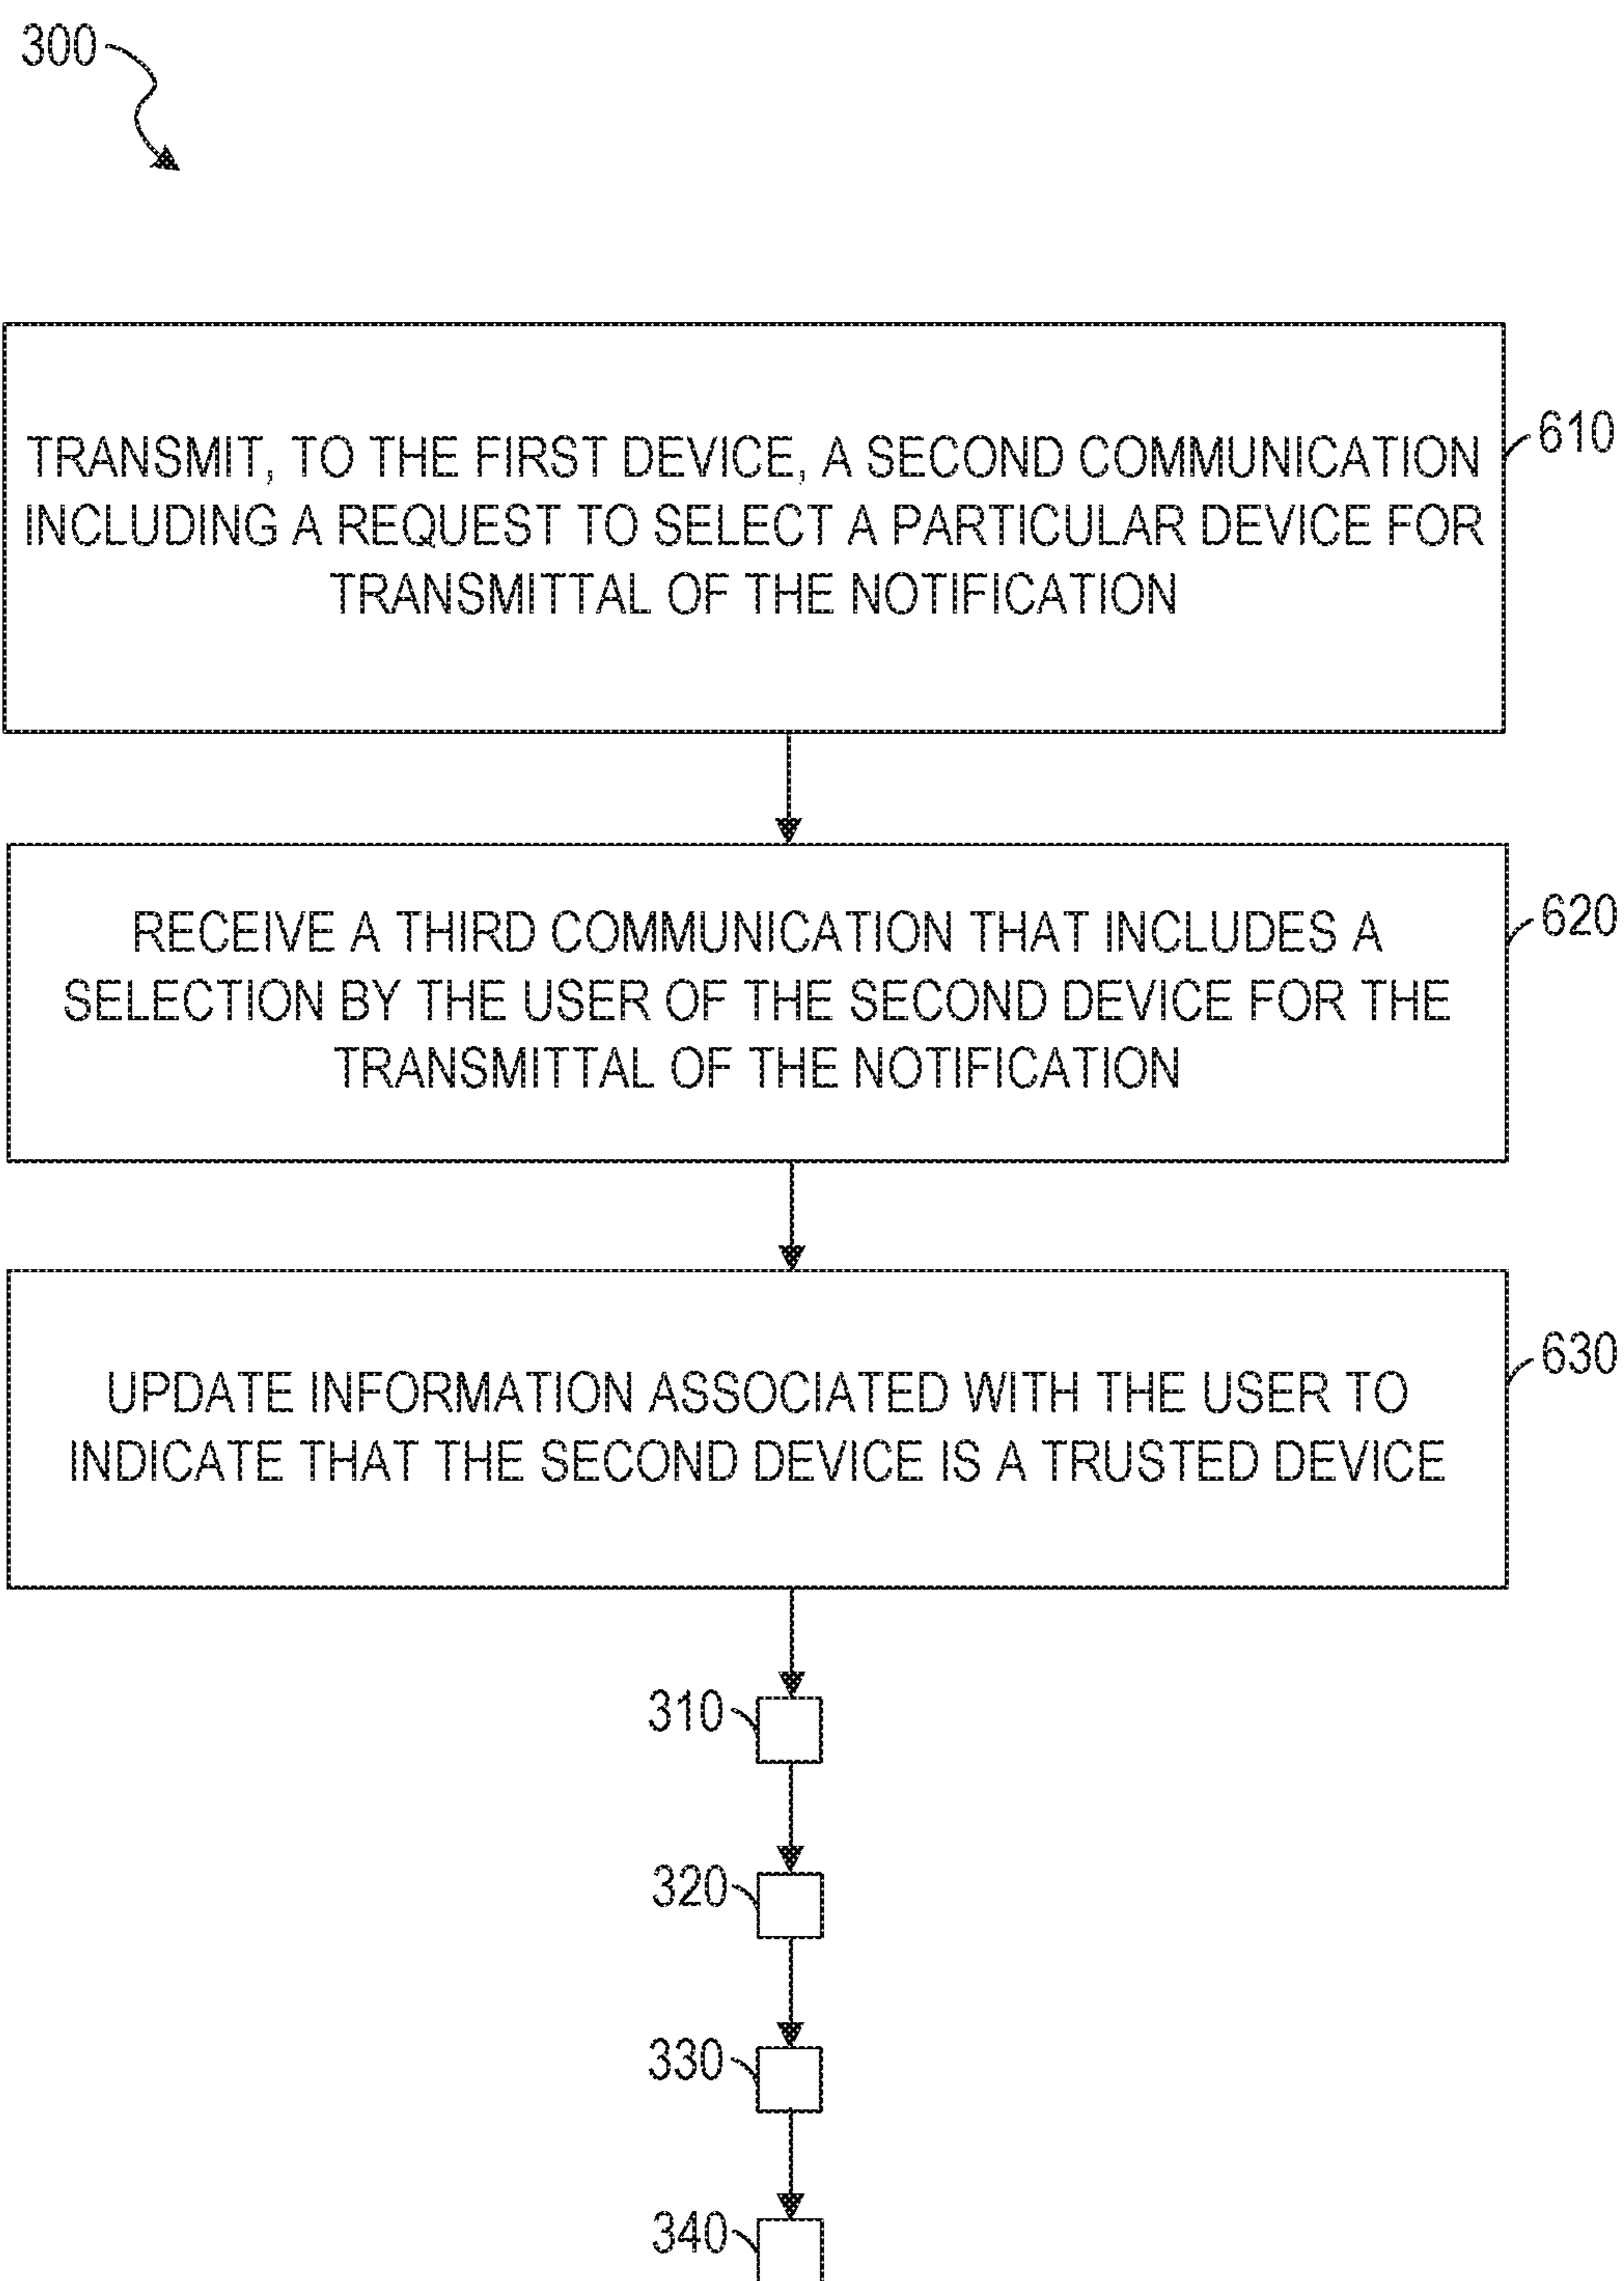 300
TRANSMIT, TO THE FIRST DEVICE, A SECOND COMMUNICATION
INCLUDING A REQUEST TO SELECT A PARTICULAR DEVICE FOR
TRANSMITTAL OF THE NOTIFICATION
610
RECEIVE A THIRD COMMUNICATION THAT INCLUDES A
SELECTION BY THE USER OF THE SECOND DEVICE FOR THE
TRANSMITTAL OF THE NOTIFICATION
620
UPDATE INFORMATION ASSOCIATED WITH THE USER TO
INDICATE THAT THE SECOND DEVICE IS A TRUSTED DEVICE
630
310
320
330
340